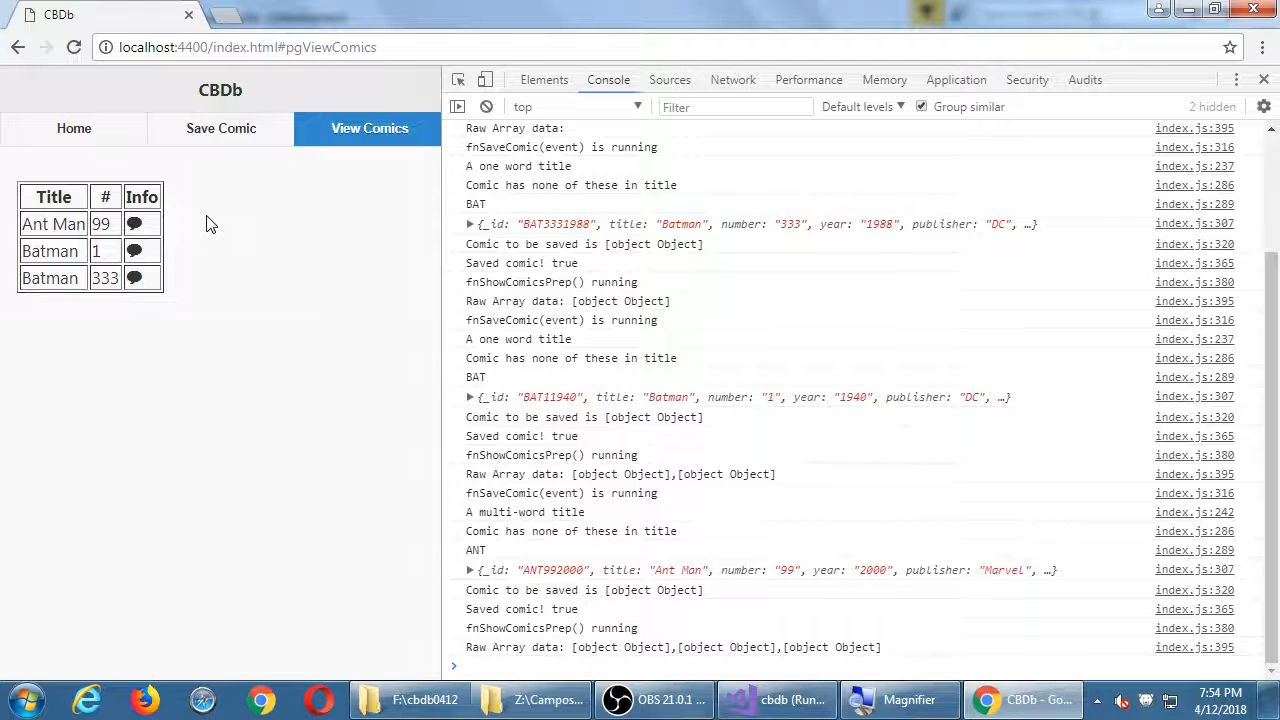 CBDb
localhost:4400/index.html#pgViewComics
CBDb
Home Save Comic View Comics
Title # Info
Ant Man 99
Batman 1
Batman 333
Elements Console Sources Network Performance Memory Application Security Audits
top Filter Default levels Group similar 2 hidden
Raw Array data: index.js:395
fnSaveComic(event) is running index.js:316
A one word title index.js:237
Comic has none of these in title index.js:286
BAT index.js:289
{_id: "BAT3331988", title: "Batman", number: "333", year: "1988", publisher: "DC", …} index.js:307
Comic to be saved is [object Object] index.js:320
Saved comic! true index.js:365
fnShowComicsPrep() running index.js:380
Raw Array data: [object Object] index.js:395
fnSaveComic(event) is running index.js:316
A one word title index.js:237
Comic has none of these in title index.js:286
BAT index.js:289
{_id: "BAT11940", title: "Batman", number: "1", year: "1940", publisher: "DC", …} index.js:307
Comic to be saved is [object Object] index.js:320
Saved comic! true index.js:365
fnShowComicsPrep() running index.js:380
Raw Array data: [object Object],[object Object] index.js:395
fnSaveComic(event) is running index.js:316
A multi-word title index.js:242
Comic has none of these in title index.js:286
ANT index.js:289
{_id: "ANT992000", title: "Ant Man", number: "99", year: "2000", publisher: "Marvel", …} index.js:307
Comic to be saved is [object Object] index.js:320
Saved comic! true index.js:365
fnShowComicsPrep() running index.js:380
Raw Array data: [object Object],[object Object],[object Object] index.js:395
F:\cbdb0412 Z:\Campos... OBS 21.0.1 ... cbdb (Run... Magnifier CBDb - Go... 7:54 PM
4/12/2018